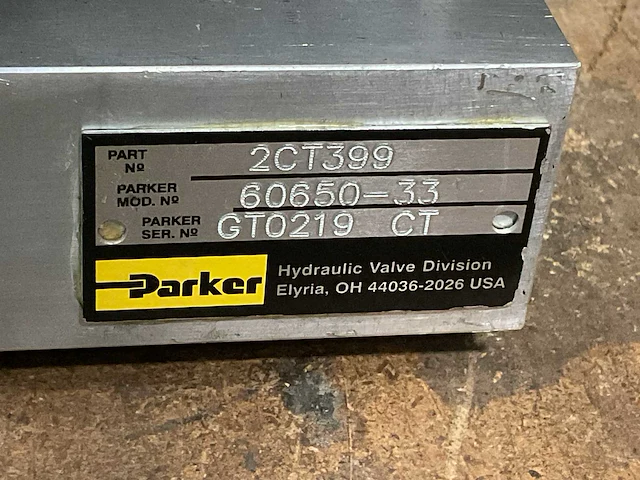 PART Nº 2CT399
PARKER MOD. Nº 60650-33
PARKER SER. Nº GT0219 CT
Parker
Hydraulic Valve Division
Elyria, OH 44036-2026 USA